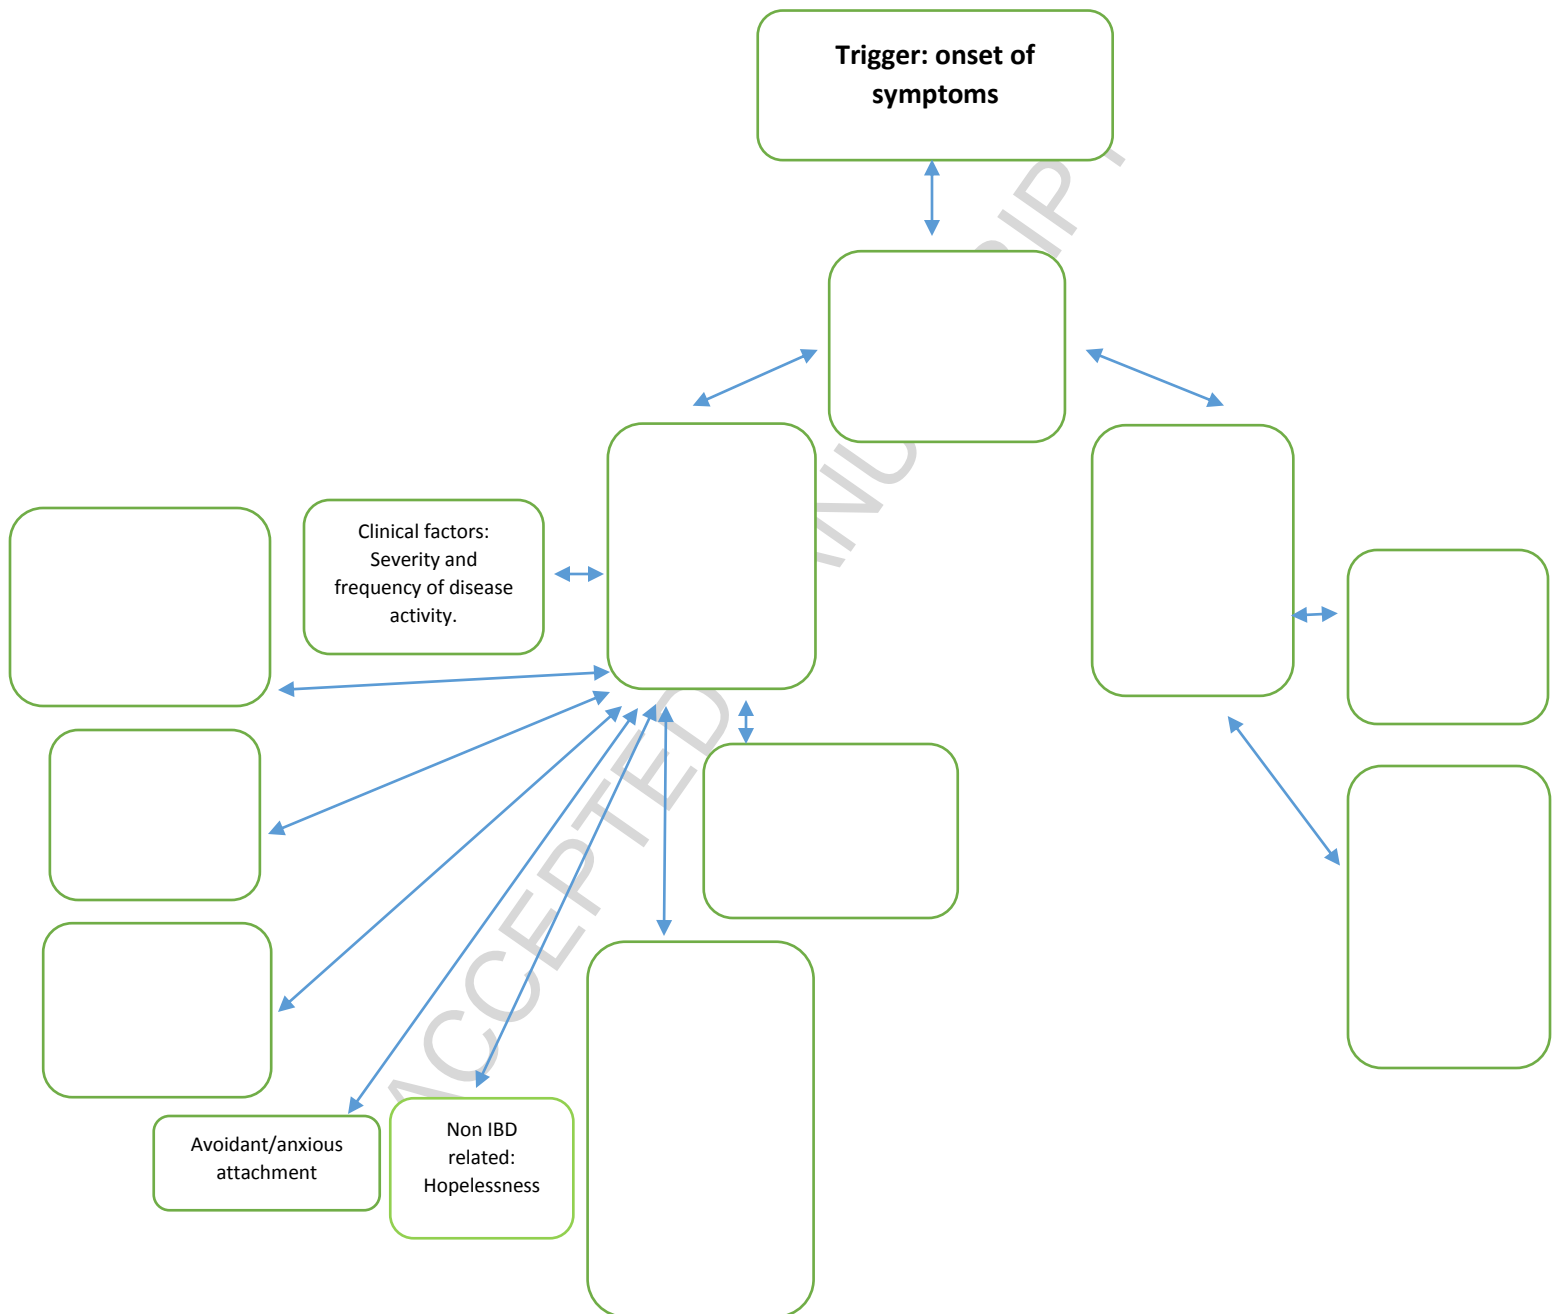 Trigger: onset of
symptoms
Clinical factors:
Severity and
frequency of disease
activity.
Avoidant/anxious
attachment
Non IBD
related:
Hopelessness
ACCEPTED